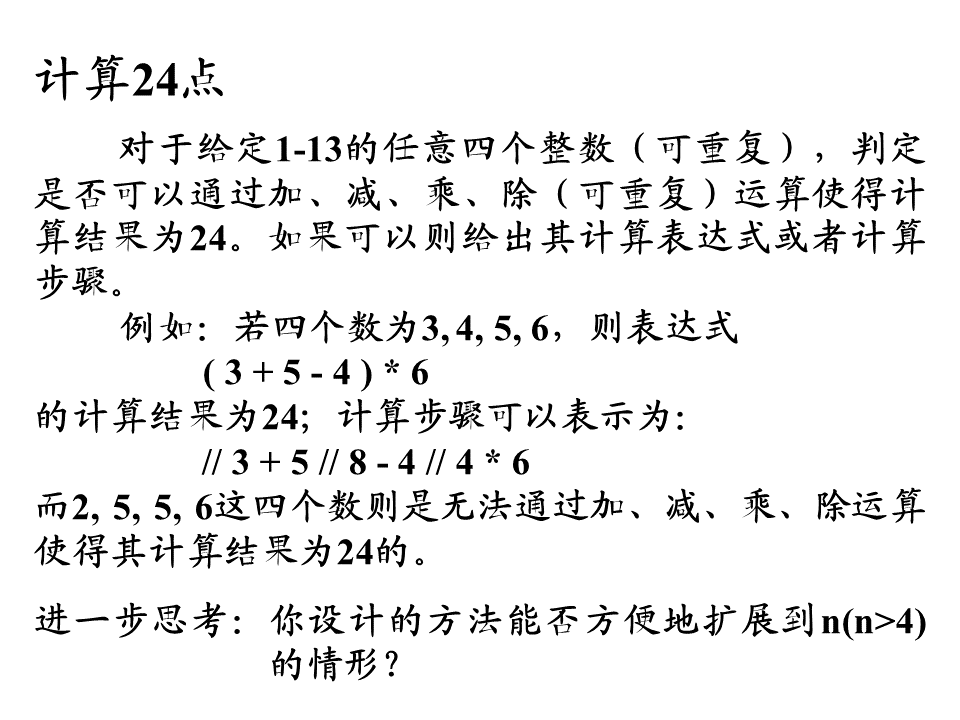 计算24点
对于给定1-13的任意四个整数（可重复），判定
是否可以通过加、减、乘、除（可重复）运算使得计
算结果为24。如果可以则给出其计算表达式或者计算
步骤。
例如：若四个数为3, 4, 5, 6，则表达式
( 3 + 5 - 4 ) * 6
的计算结果为24；计算步骤可以表示为：
// 3 + 5 // 8 - 4 // 4 * 6
而2, 5, 5, 6这四个数则是无法通过加、减、乘、除运算
使得其计算结果为24的。
进一步思考：你设计的方法能否方便地扩展到n(n>4)
的情形？